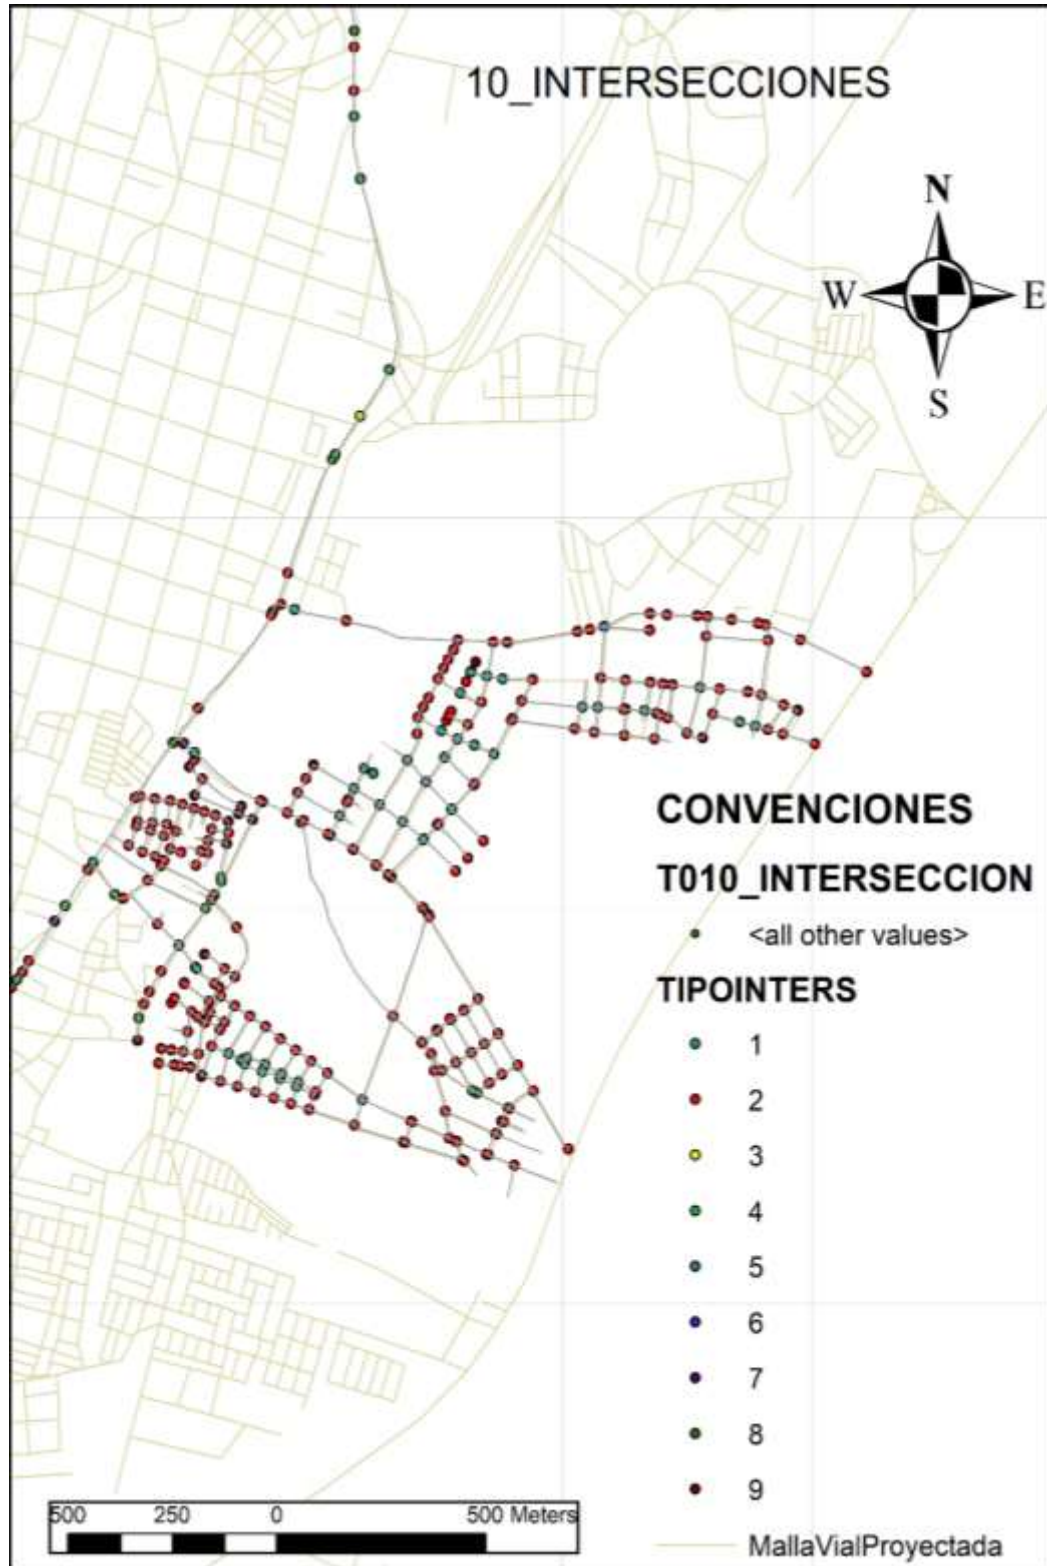 10_INTERSECCIONES
N
W E
S
CONVENCIONES
T010_INTERSECCION
<all other values>
TIPOINTERS
1
2
3
4
5
6
7
8
9
MallaVialProyectada
500 250 0 500 Meters